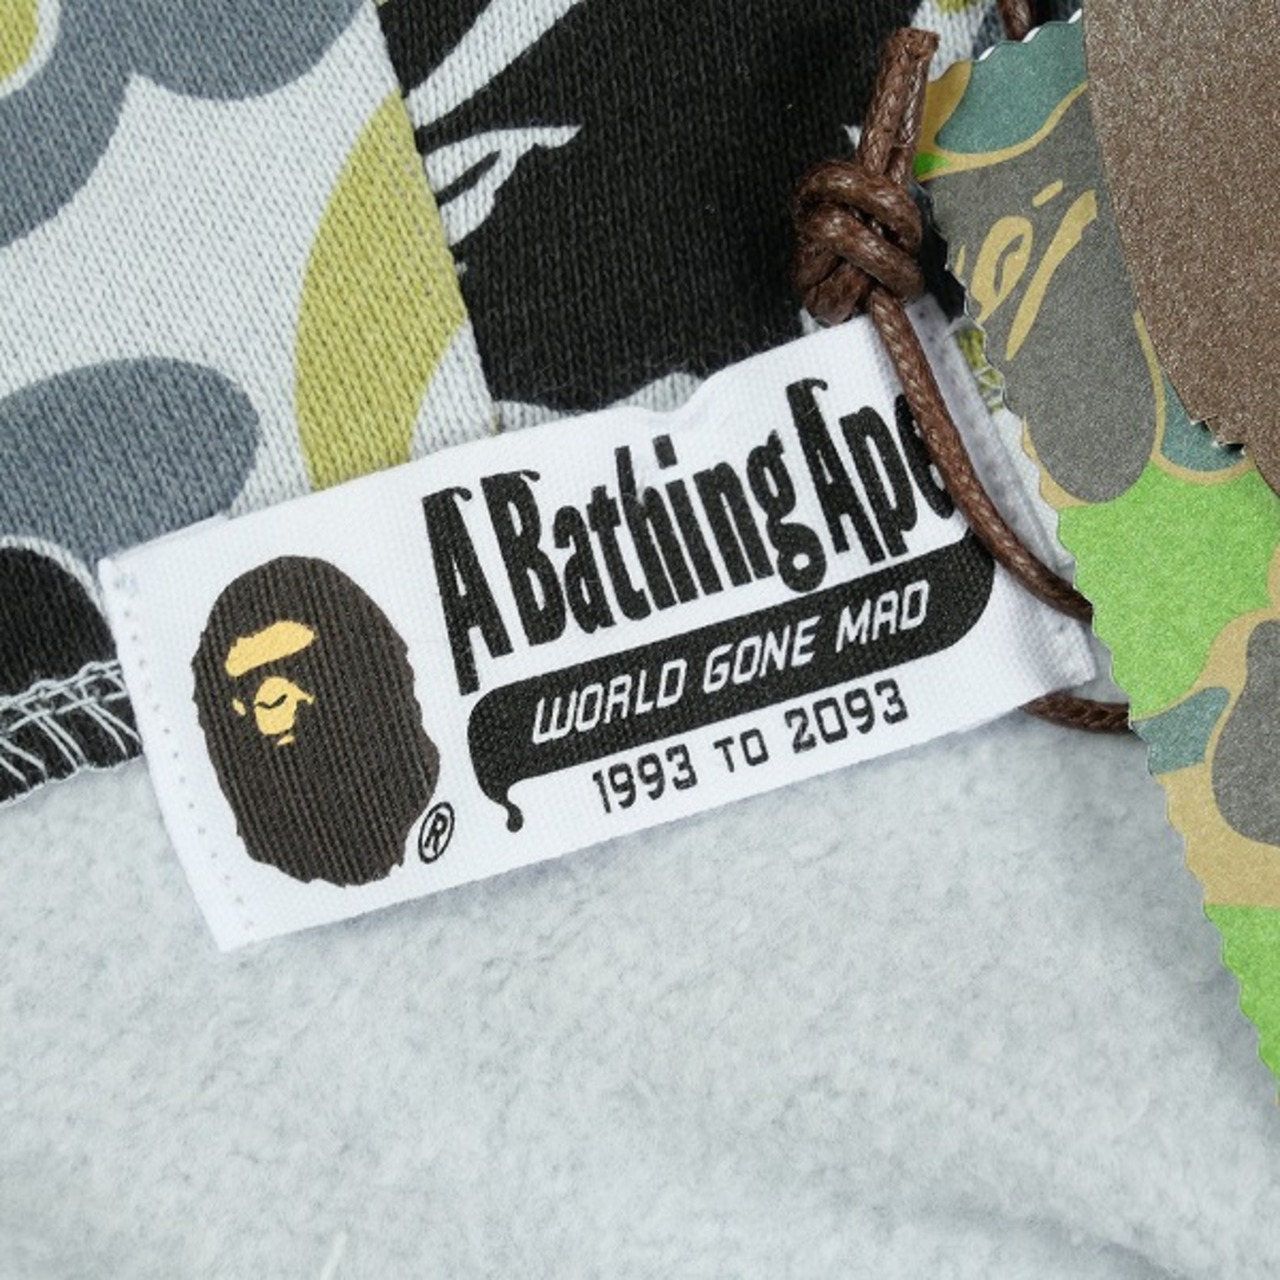 A Bathing Ape
WORLD GONE MAD
1993 TO 2093
®